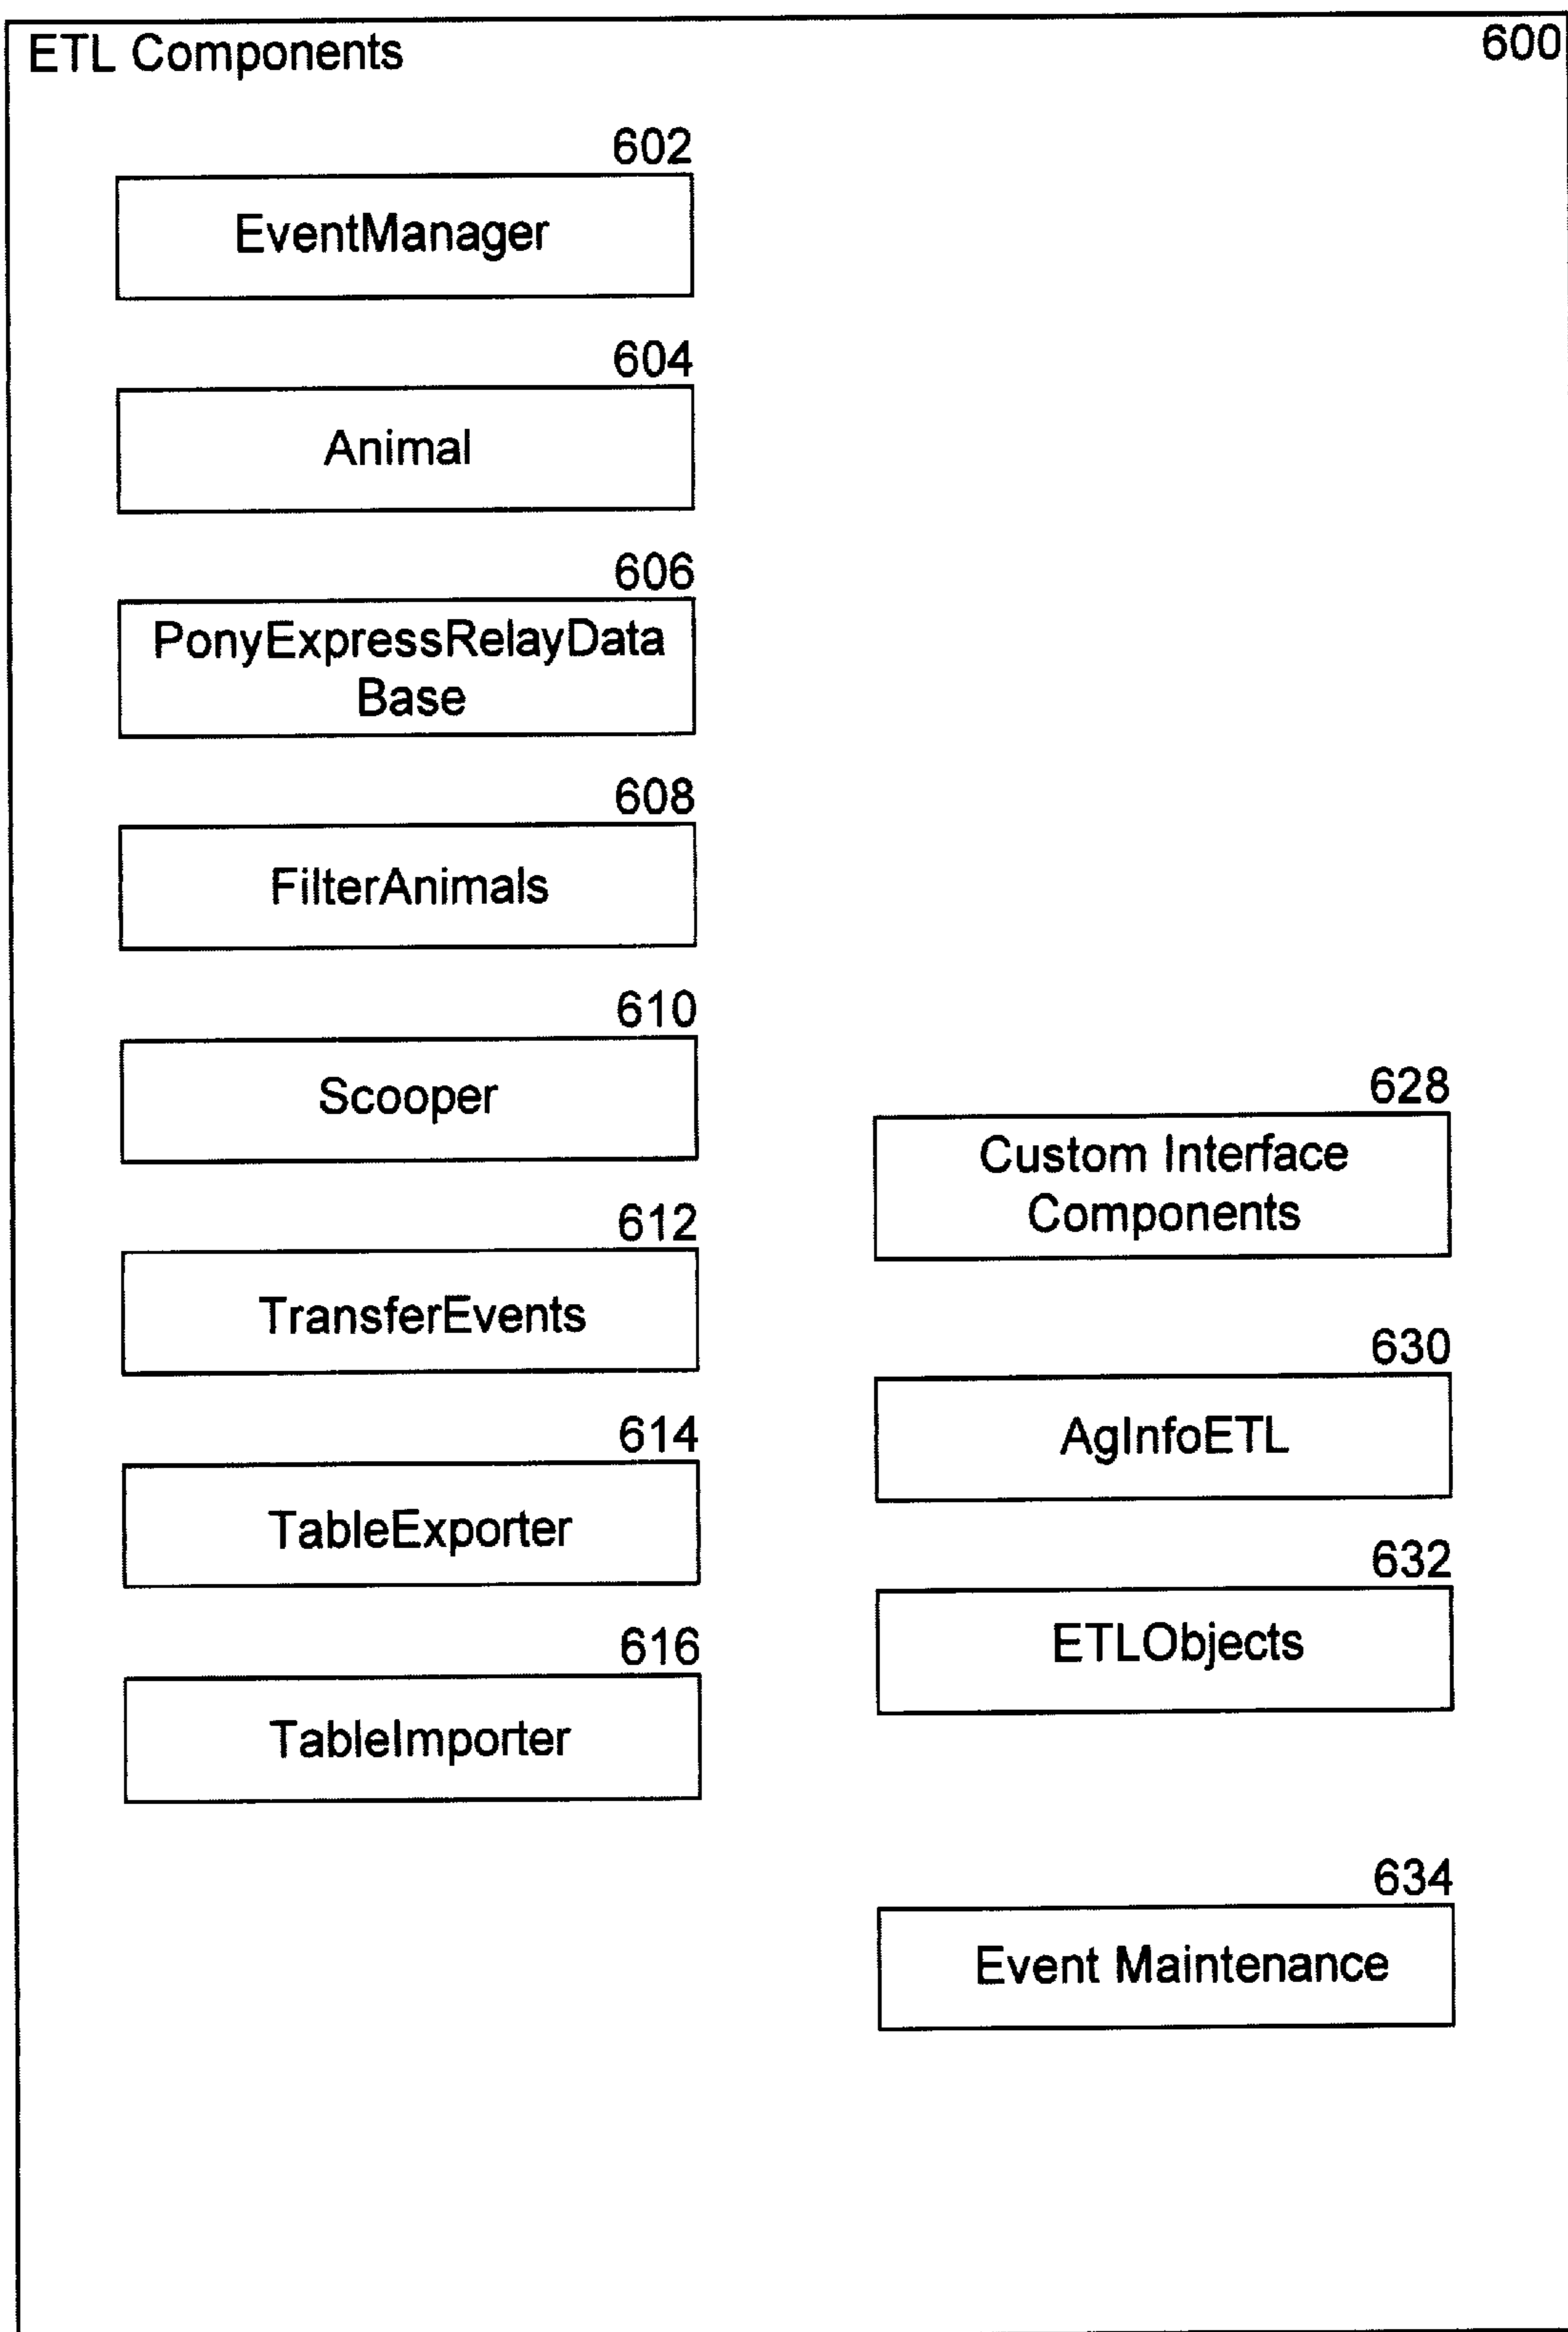 ETL Components
600
602
EventManager
604
Animal
606
PonyExpressRelayData
Base
608
FilterAnimals
610
Scooper
612
TransferEvents
614
TableExporter
616
TableImporter
628
Custom Interface
Components
630
AgInfoETL
632
ETLObjects
634
Event Maintenance